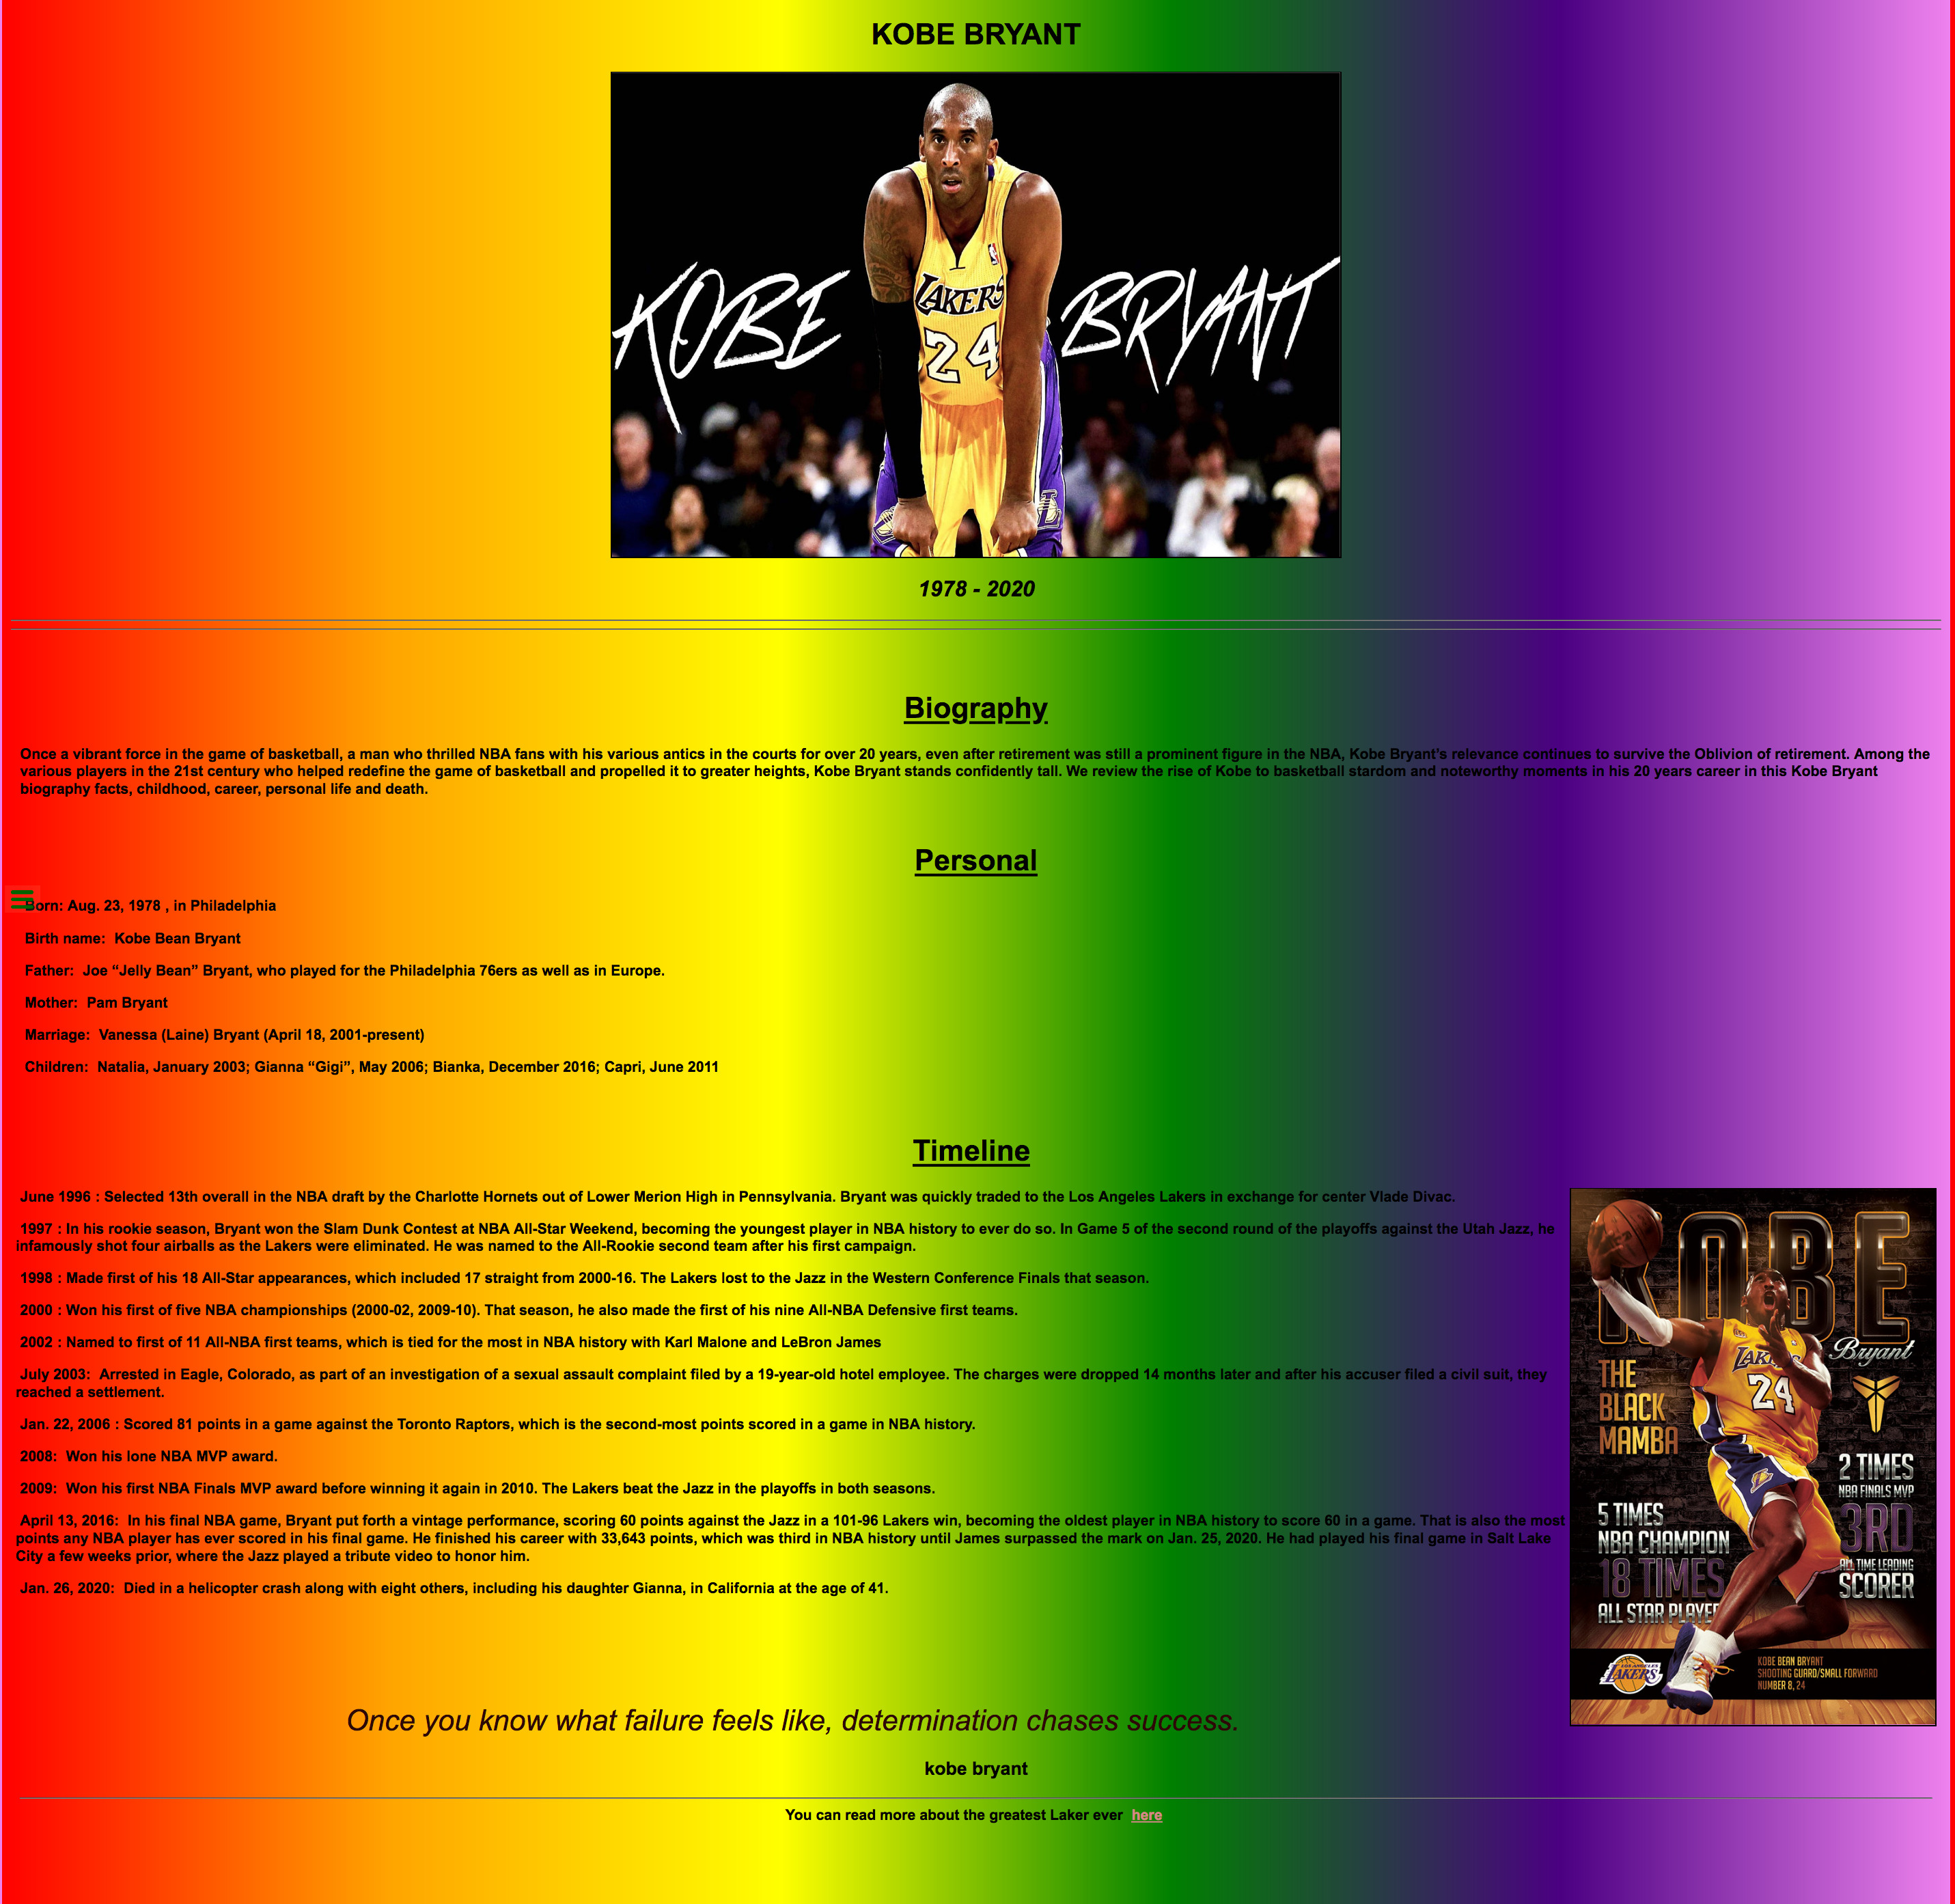 KOBE BRYANT
KOBE BRYANT
LAKERS
24
1978 - 2020
Biography
Once a vibrant force in the game of basketball, a man who thrilled NBA fans with his various antics in the courts for over 20 years, even after retirement was still a prominent figure in the NBA, Kobe Bryant’s relevance continues to survive the Oblivion of retirement. Among the
various players in the 21st century who helped redefine the game of basketball and propelled it to greater heights, Kobe Bryant stands confidently tall. We review the rise of Kobe to basketball stardom and noteworthy moments in his 20 years career in this Kobe Bryant
biography facts, childhood, career, personal life and death.
Personal
Born: Aug. 23, 1978 , in Philadelphia
Birth name: Kobe Bean Bryant
Father: Joe “Jelly Bean” Bryant, who played for the Philadelphia 76ers as well as in Europe.
Mother: Pam Bryant
Marriage: Vanessa (Laine) Bryant (April 18, 2001-present)
Children: Natalia, January 2003; Gianna “Gigi”, May 2006; Bianka, December 2016; Capri, June 2011
Timeline
June 1996 : Selected 13th overall in the NBA draft by the Charlotte Hornets out of Lower Merion High in Pennsylvania. Bryant was quickly traded to the Los Angeles Lakers in exchange for center Vlade Divac.
1997 : In his rookie season, Bryant won the Slam Dunk Contest at NBA All-Star Weekend, becoming the youngest player in NBA history to ever do so. In Game 5 of the second round of the playoffs against the Utah Jazz, he
infamously shot four airballs as the Lakers were eliminated. He was named to the All-Rookie second team after his first campaign.
1998 : Made first of his 18 All-Star appearances, which included 17 straight from 2000-16. The Lakers lost to the Jazz in the Western Conference Finals that season.
2000 : Won his first of five NBA championships (2000-02, 2009-10). That season, he also made the first of his nine All-NBA Defensive first teams.
2002 : Named to first of 11 All-NBA first teams, which is tied for the most in NBA history with Karl Malone and LeBron James
July 2003: Arrested in Eagle, Colorado, as part of an investigation of a sexual assault complaint filed by a 19-year-old hotel employee. The charges were dropped 14 months later and after his accuser filed a civil suit, they
reached a settlement.
Jan. 22, 2006 : Scored 81 points in a game against the Toronto Raptors, which is the second-most points scored in a game in NBA history.
2008: Won his lone NBA MVP award.
2009: Won his first NBA Finals MVP award before winning it again in 2010. The Lakers beat the Jazz in the playoffs in both seasons.
April 13, 2016: In his final NBA game, Bryant put forth a vintage performance, scoring 60 points against the Jazz in a 101-96 Lakers win, becoming the oldest player in NBA history to score 60 in a game. That is also the most
points any NBA player has ever scored in his final game. He finished his career with 33,643 points, which was third in NBA history until James surpassed the mark on Jan. 25, 2020. He had played his final game in Salt Lake
City a few weeks prior, where the Jazz played a tribute video to honor him.
Jan. 26, 2020: Died in a helicopter crash along with eight others, including his daughter Gianna, in California at the age of 41.
KOBE
Bryant
THE
BLACK
MAMBA
LAKERS
24
2 TIMES
NBA FINALS MVP
3RD
ALL TIME LEADING
SCORER
5 TIMES
NBA CHAMPION
18 TIMES
ALL STAR PLAYER
LOS ANGELES
LAKERS
KOBE BEAN BRYANT
SHOOTING GUARD/SMALL FORWARD
NUMBER 8, 24
Once you know what failure feels like, determination chases success.
kobe bryant
You can read more about the greatest Laker ever here